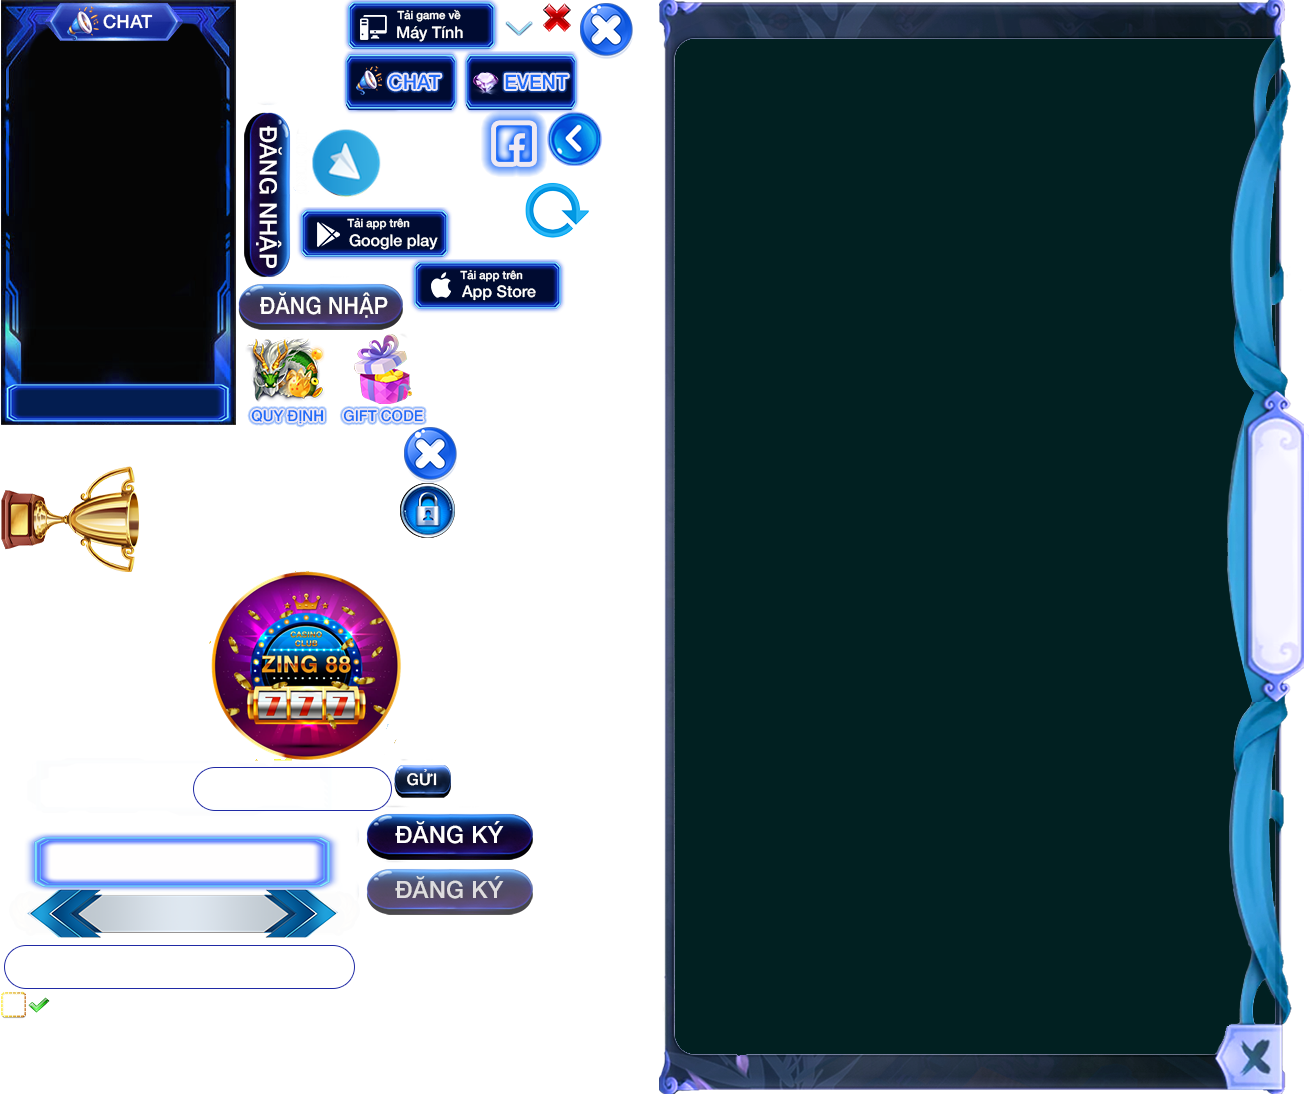 CHAT
Tải game về
Máy Tính
CHAT
EVENT
ĐĂNG NHẬP
Tải app trên
Google play
Tải app trên
App Store
ĐĂNG NHẬP
QUY ĐỊNH
GIFT CODE
CASINO
CLUB
ZING 88
777
GỬI
ĐĂNG KÝ
ĐĂNG KÝ